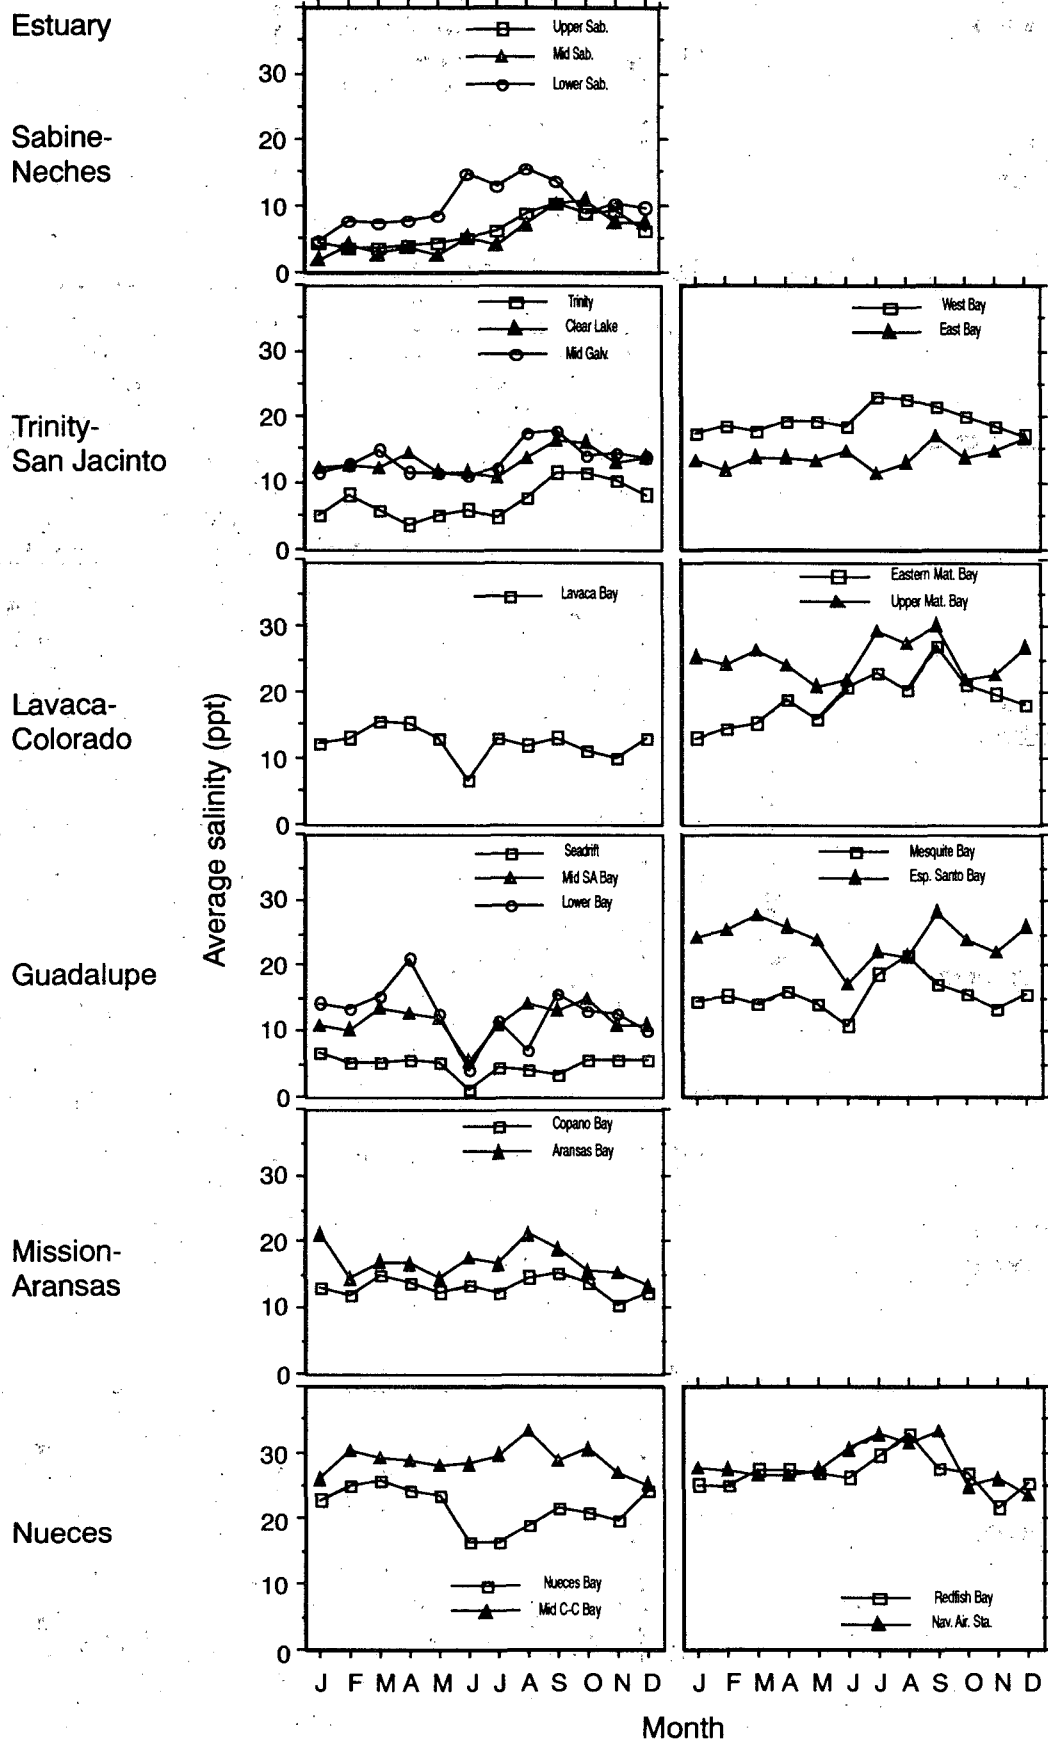 Estuary
Upper Sab.
Mid Sab.
Lower Sab.
30
20
10
0
Sabine-
Neches
Trinity
Clear Lake
Mid Galv.
30
20
10
0
West Bay
East Bay
Trinity-
San Jacinto
Lavaca Bay
30
20
10
0
Eastern Mat. Bay
Upper Mat. Bay
Lavaca-
Colorado
Average salinity (ppt)
Seadrift
Mid SA Bay
Lower Bay
30
20
10
0
Mesquite Bay
Esp. Santo Bay
Guadalupe
Copano Bay
Aransas Bay
30
20
10
0
Mission-
Aransas
30
20
10
0
Nueces Bay
Mid C-C Bay
Redfish Bay
Nav. Air. Sta.
Nueces
J F M A M J J A S O N D
J F M A M J J A S O N D
Month